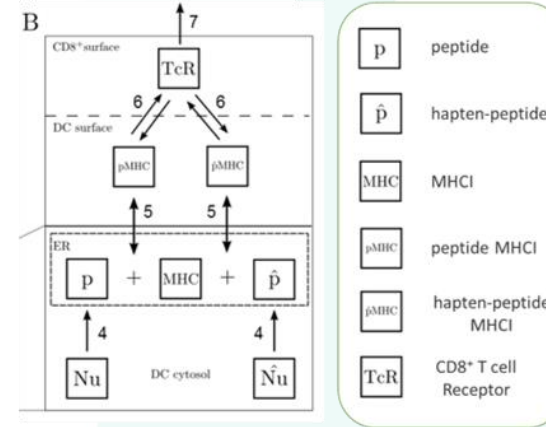 B
7
CD8⁺surface
TcR
6
6
DC surface
pMHC
p̂MHC
5
5
ER
p
+
MHC
+
p̂
4
4
Nu
DC cytosol
N̂u
p
peptide
p̂
hapten-peptide
MHC
MHCI
pMHC
peptide MHCI
p̂MHC
hapten-peptide
MHCI
TcR
CD8⁺ T cell
Receptor